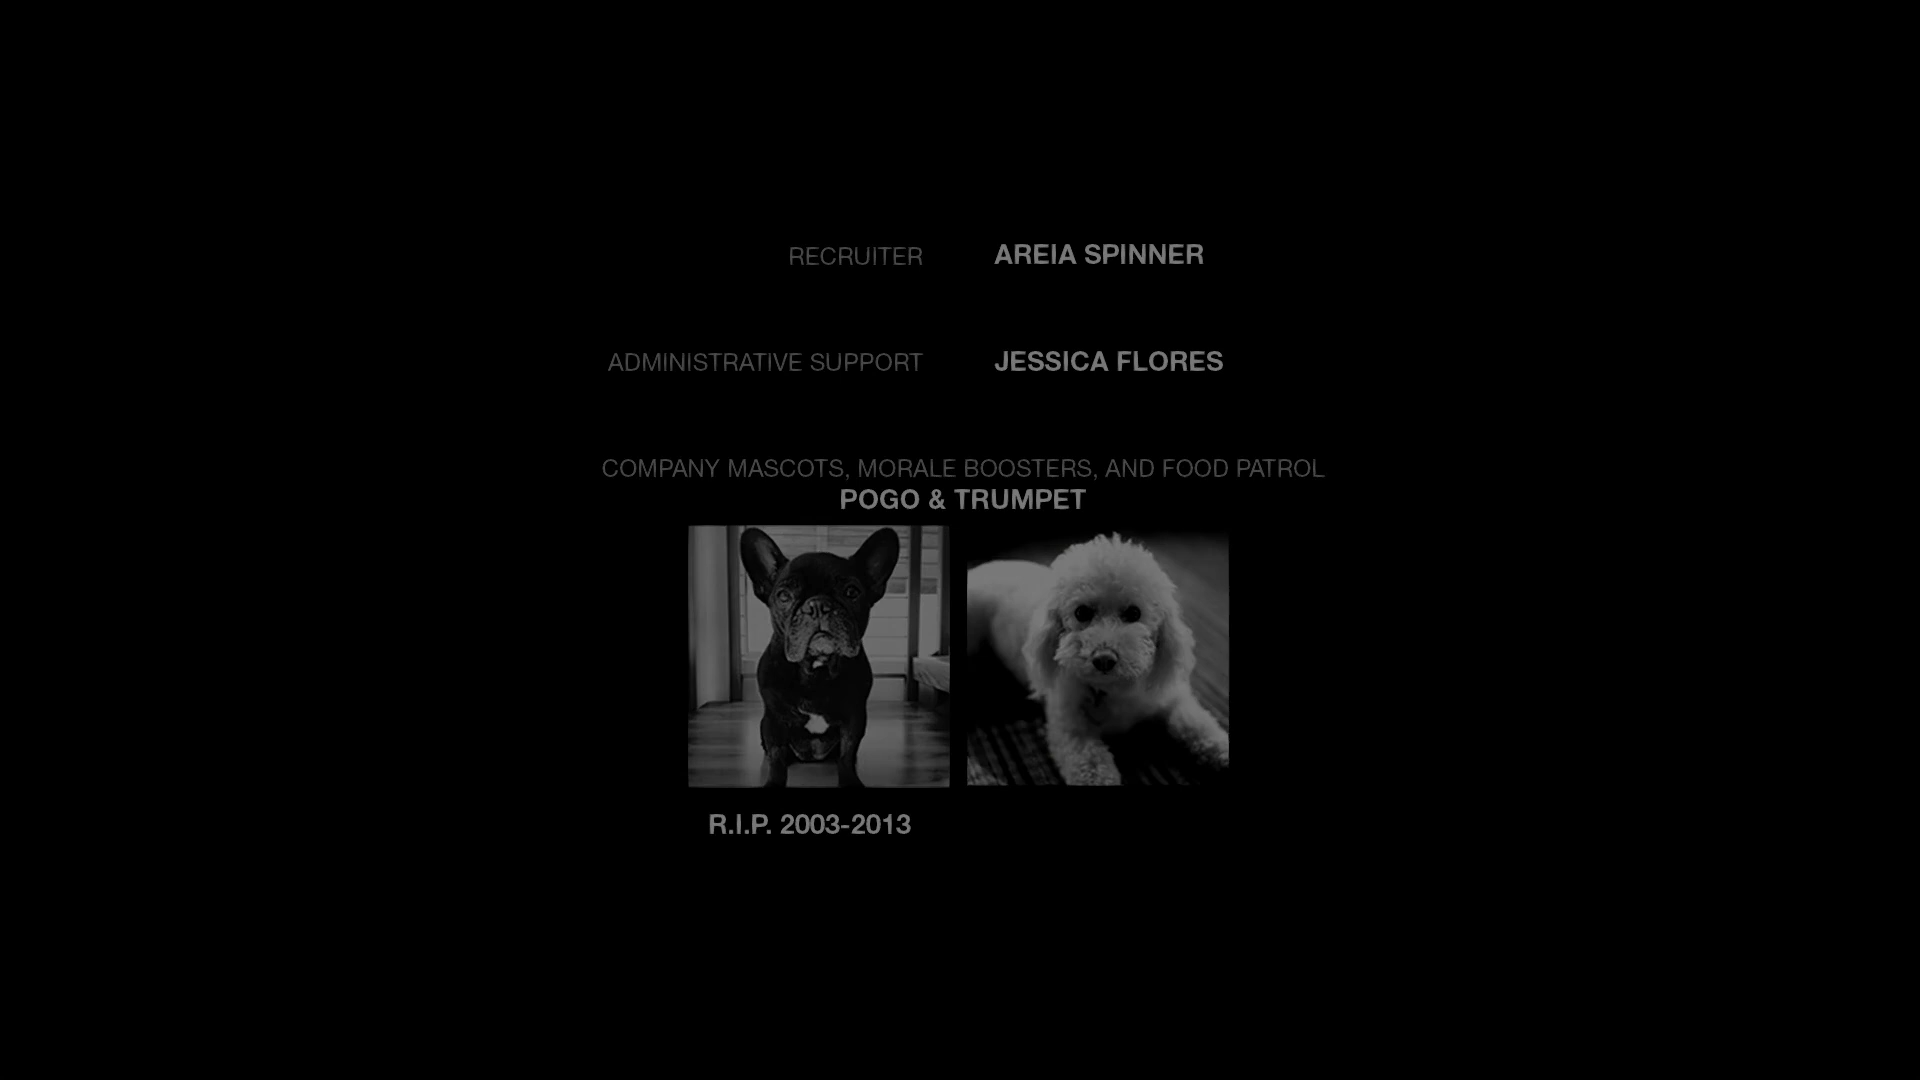 RECRUITER AREIA SPINNER
ADMINISTRATIVE SUPPORT JESSICA FLORES
COMPANY MASCOTS, MORALE BOOSTERS, AND FOOD PATROL
POGO & TRUMPET
R.I.P. 2003-2013